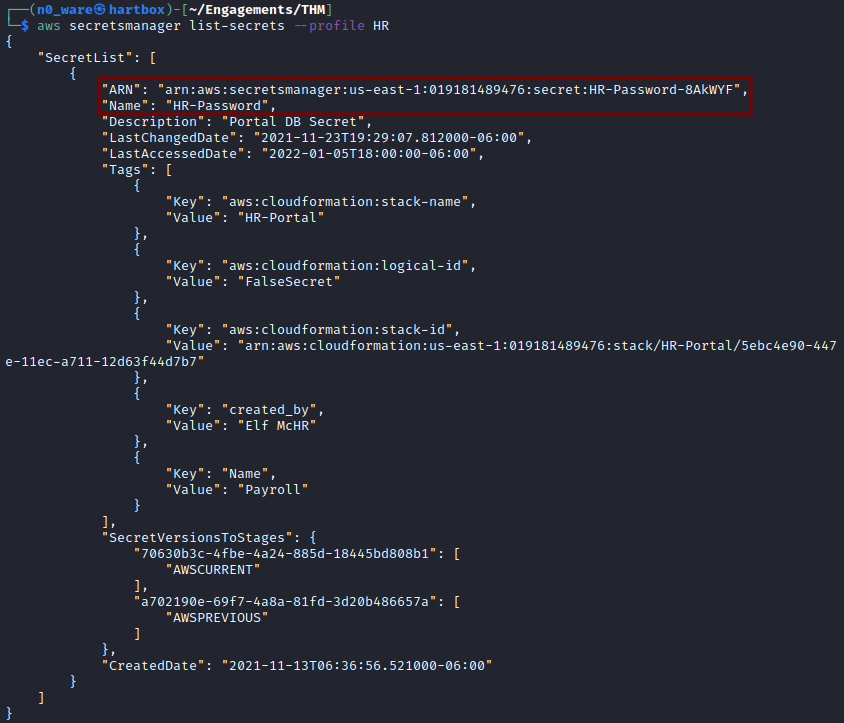 ┌──(n0_ware㉿hartbox)-[~/Engagements/THM]
└─$ aws secretsmanager list-secrets --profile HR
{
    "SecretList": [
        {
            "ARN": "arn:aws:secretsmanager:us-east-1:019181489476:secret:HR-Password-8AkWYF",
            "Name": "HR-Password",
            "Description": "Portal DB Secret",
            "LastChangedDate": "2021-11-23T19:29:07.812000-06:00",
            "LastAccessedDate": "2022-01-05T18:00:00-06:00",
            "Tags": [
                {
                    "Key": "aws:cloudformation:stack-name",
                    "Value": "HR-Portal"
                },
                {
                    "Key": "aws:cloudformation:logical-id",
                    "Value": "FalseSecret"
                },
                {
                    "Key": "aws:cloudformation:stack-id",
                    "Value": "arn:aws:cloudformation:us-east-1:019181489476:stack/HR-Portal/5ebc4e90-447
e-11ec-a711-12d63f44d7b7"
                },
                {
                    "Key": "created_by",
                    "Value": "Elf McHR"
                },
                {
                    "Key": "Name",
                    "Value": "Payroll"
                }
            ],
            "SecretVersionsToStages": {
                "70630b3c-4fbe-4a24-885d-18445bd808b1": [
                    "AWSCURRENT"
                ],
                "a702190e-69f7-4a8a-81fd-3d20b486657a": [
                    "AWSPREVIOUS"
                ]
            },
            "CreatedDate": "2021-11-13T06:36:56.521000-06:00"
        }
    ]
}